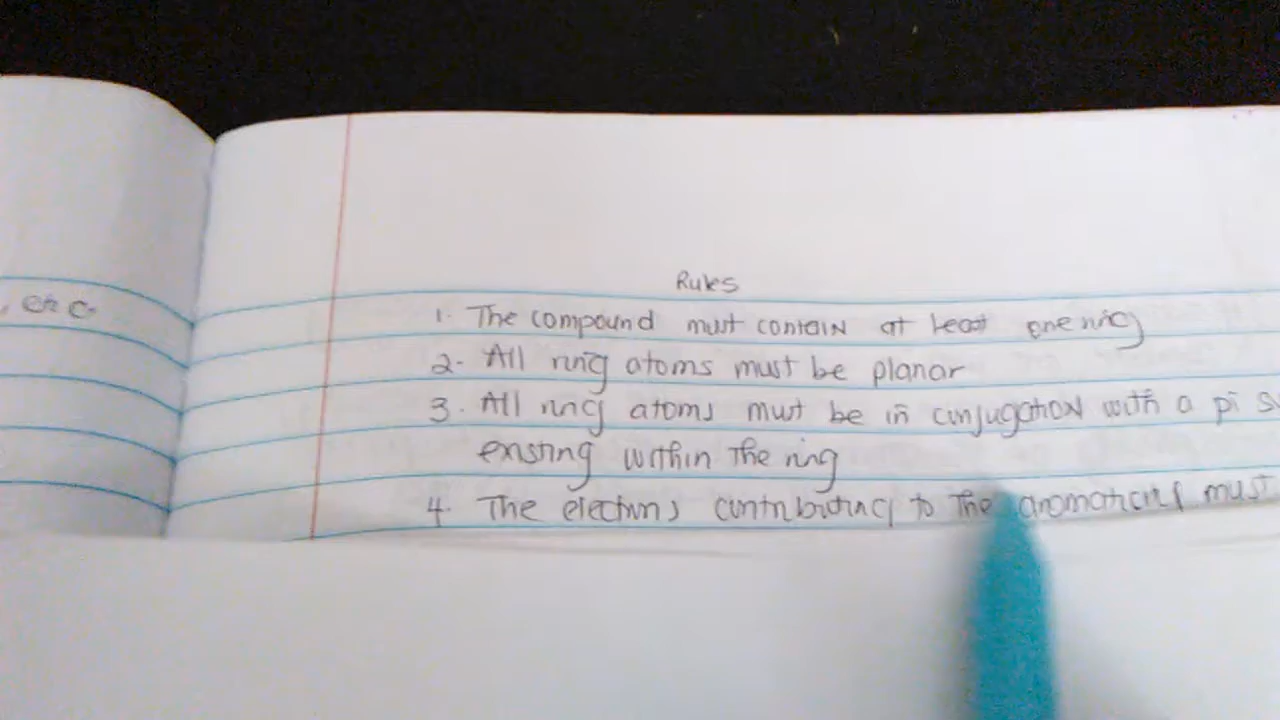 , etc.
Rules
1. The compound must contain at least one ring
2. All ring atoms must be planar
3. All ring atoms must be in conjugation with a pi
existing within the ring
4. The electrons contributing to the aromaticity must